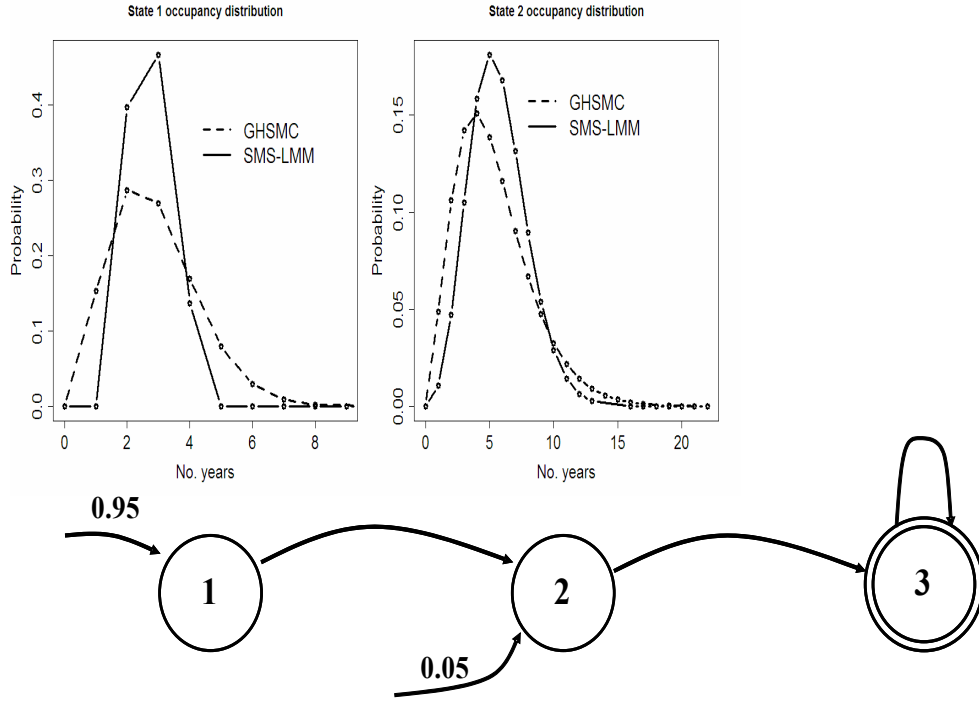 State 1 occupancy distribution
State 2 occupancy distribution
Probability
0.0
0.1
0.2
0.3
0.4
GHSMC
SMS-LMM
0
2
4
6
8
No. years
Probability
0.00
0.05
0.10
0.15
GHSMC
SMS-LMM
0
5
10
15
20
No. years
0.95
1
2
3
0.05